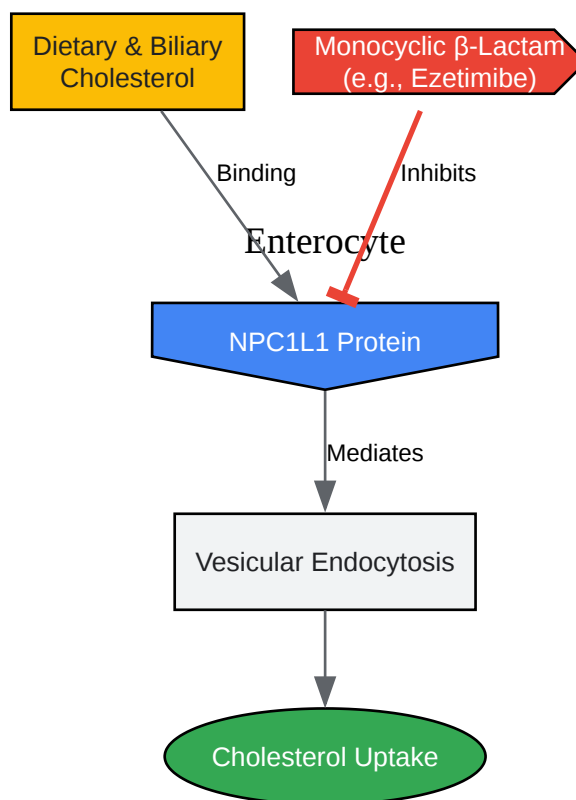 Dietary & Biliary
Cholesterol
Monocyclic β-Lactam
(e.g., Ezetimibe)
Binding
Inhibits
Enterocyte
NPC1L1 Protein
Mediates
Vesicular Endocytosis
Cholesterol Uptake